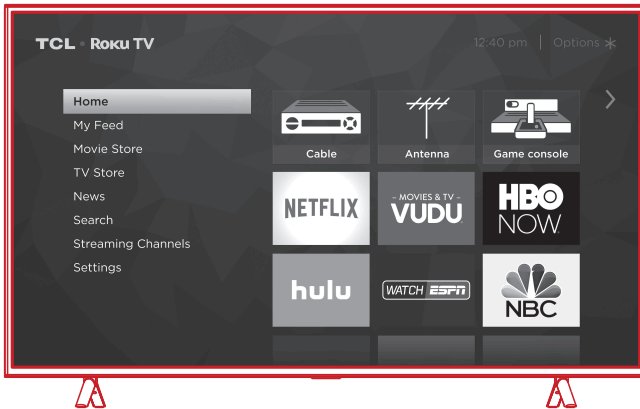 TCL · Roku TV
12:40 pm | Options
Home
My Feed
Movie Store
TV Store
News
Search
Streaming Channels
Settings
Cable Antenna Game console
NETFLIX – MOVIES & TV – VUDU HBO NOW
hulu WATCH ESPN NBC